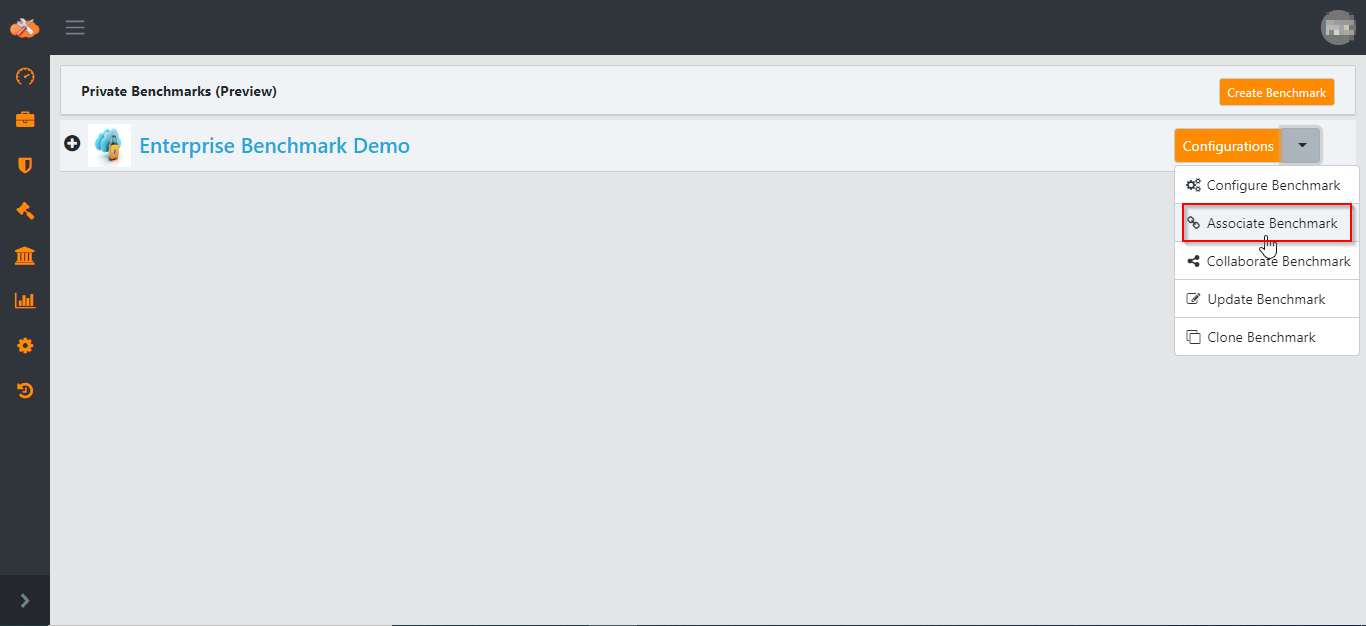 Private Benchmarks (Preview)
Create Benchmark
Enterprise Benchmark Demo
Configurations
Configure Benchmark
Associate Benchmark
Collaborate Benchmark
Update Benchmark
Clone Benchmark